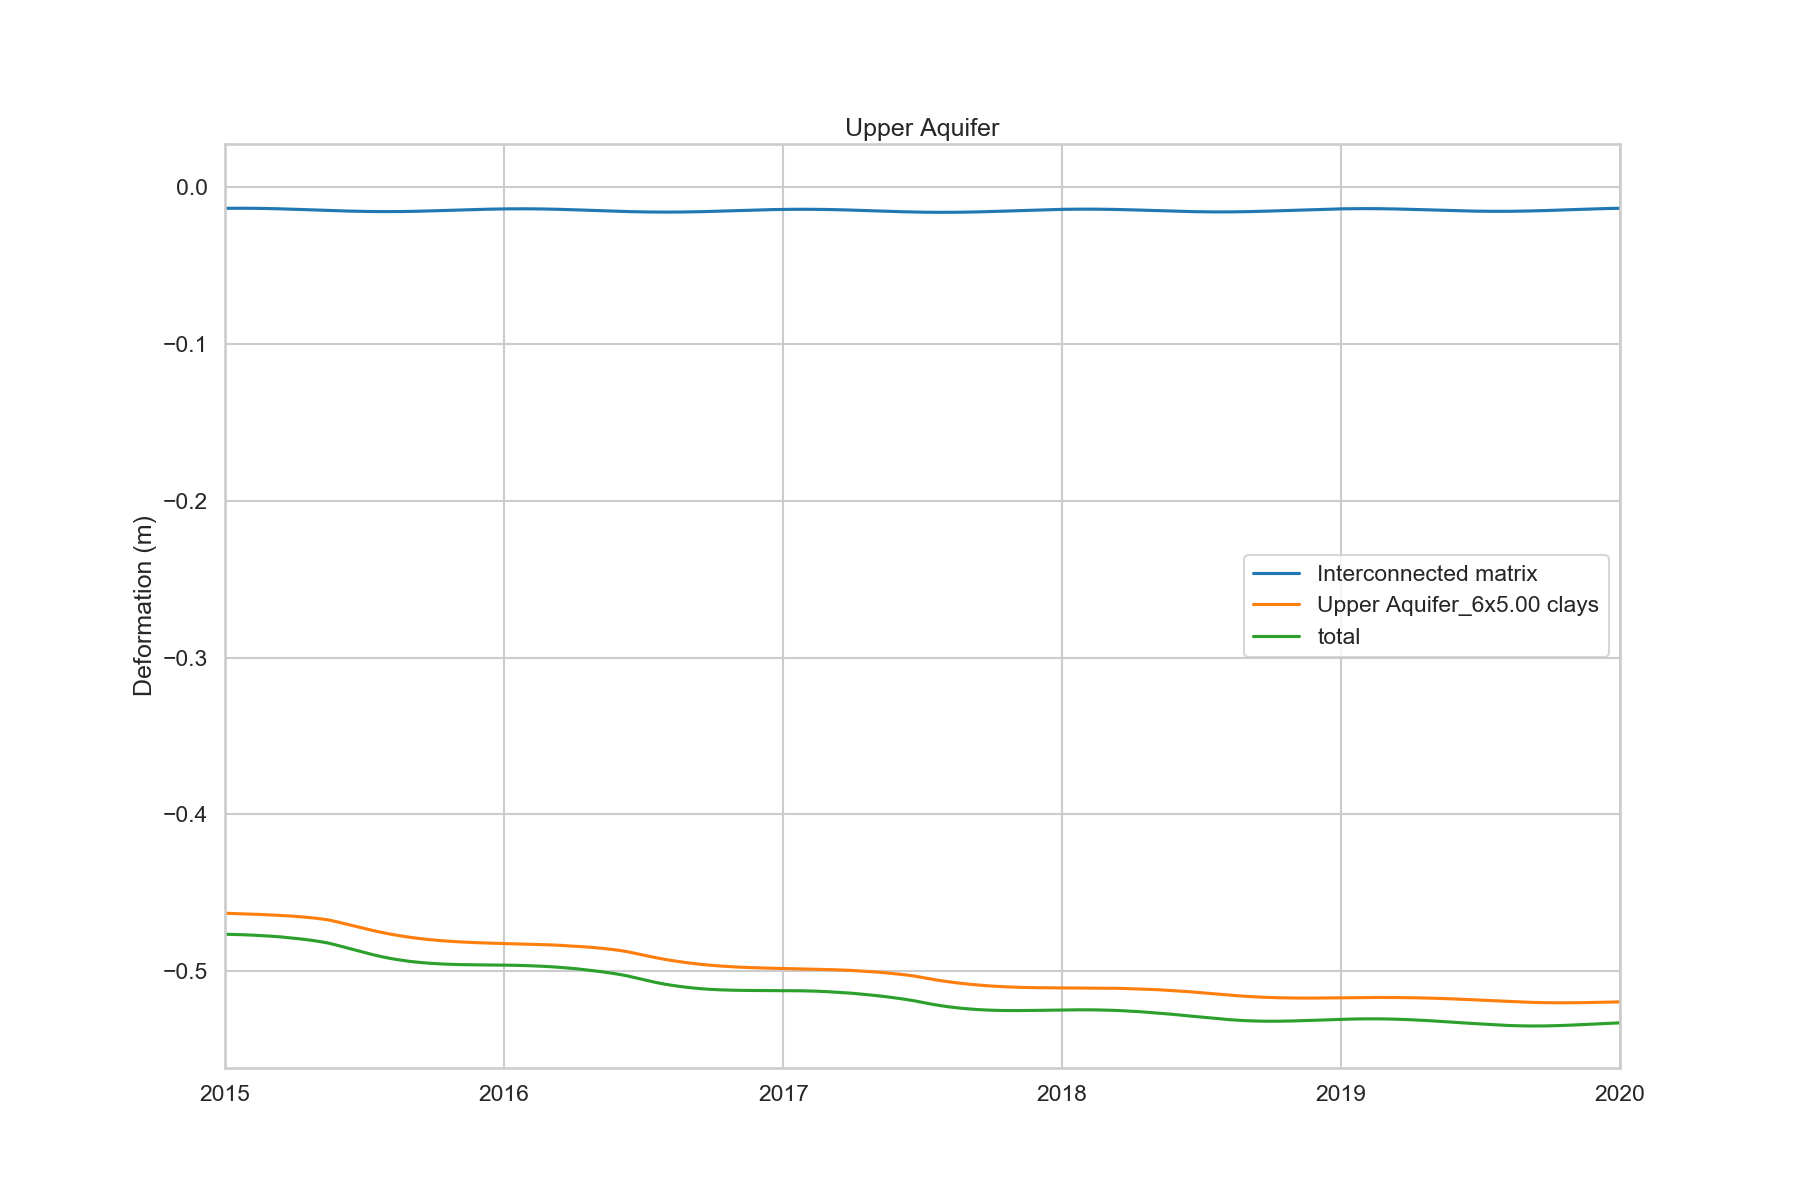 Upper Aquifer
0.0
−0.1
−0.2
−0.3
−0.4
−0.5
Deformation (m)
Interconnected matrix
Upper Aquifer_6x5.00 clays
total
2015
2016
2017
2018
2019
2020